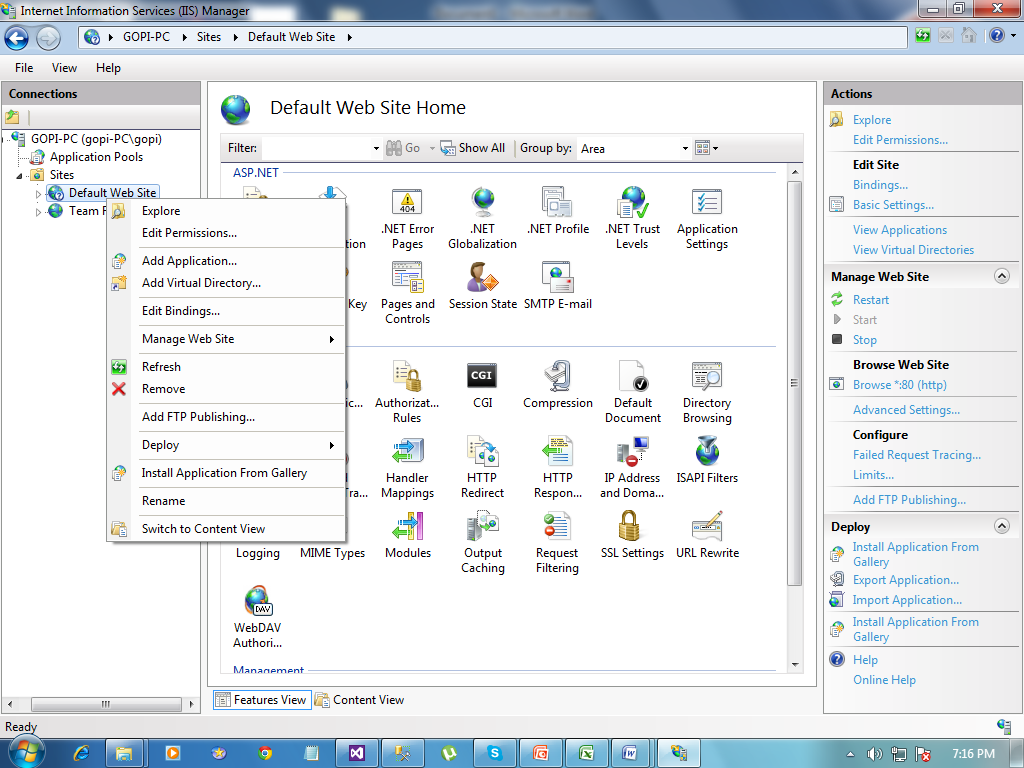 Internet Information Services (IIS) Manager
GOPI-PC
Sites
Default Web Site
File
View
Help
Connections
GOPI-PC (gopi-PC\gopi)
Application Pools
Sites
Default Web Site
Team F
Explore
Edit Permissions...
Add Application...
Add Virtual Directory...
Edit Bindings...
Manage Web Site
Refresh
Remove
Add FTP Publishing...
Deploy
Install Application From Gallery
Rename
Switch to Content View
Default Web Site Home
Filter:
Go
Show All
Group by:
Area
ASP.NET
tion
404
.NET Error
Pages
.NET
Globalization
.NET Profile
.NET Trust
Levels
Application
Settings
Key
Pages and
Controls
Session State
SMTP E-mail
ic...
Authorizat...
Rules
CGI
CGI
Compression
Default
Document
Directory
Browsing
Tra...
Handler
Mappings
HTTP
Redirect
HTTP
Respon...
IP Address
and Doma...
ISAPI Filters
Logging
MIME Types
Modules
Output
Caching
Request
Filtering
SSL Settings
URL Rewrite
DAV
WebDAV
Authori...
Management
Features View
Content View
Actions
Explore
Edit Permissions...
Edit Site
Bindings...
Basic Settings...
View Applications
View Virtual Directories
Manage Web Site
Restart
Start
Stop
Browse Web Site
Browse *:80 (http)
Advanced Settings...
Configure
Failed Request Tracing...
Limits...
Add FTP Publishing...
Deploy
Install Application From
Gallery
Export Application...
Import Application...
Install Application From
Gallery
Help
Online Help
Ready
7:16 PM